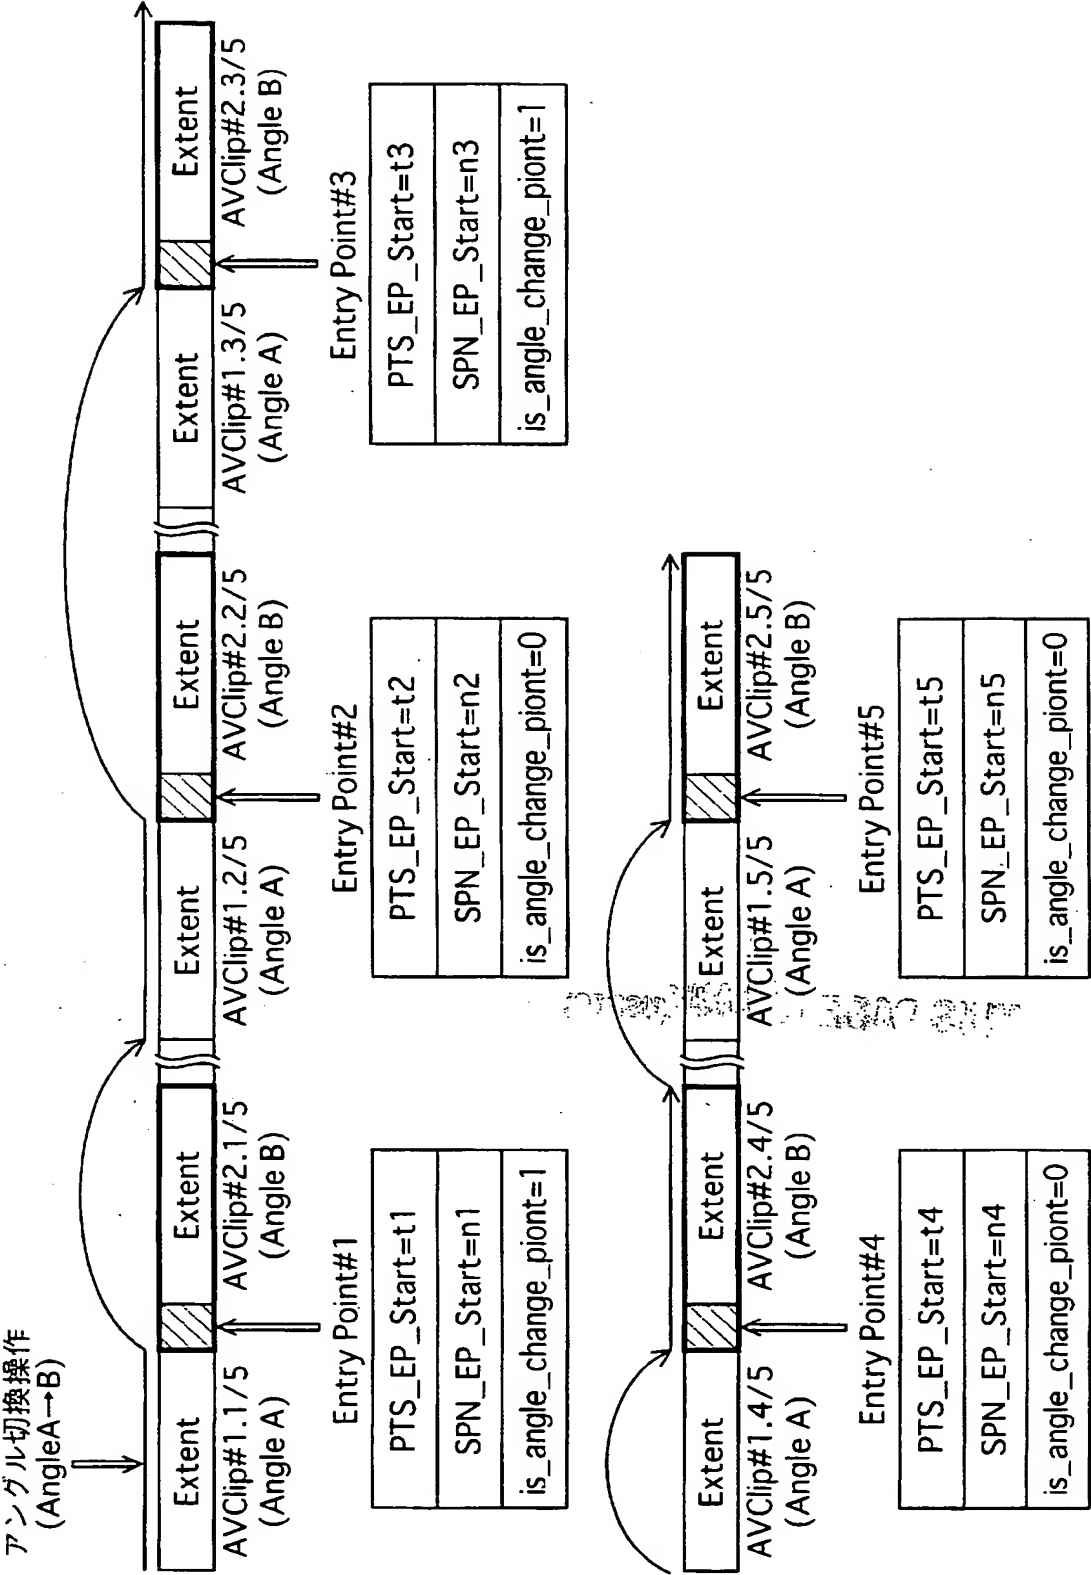 アングル切換操作
(AngleA→B)
Extent
Extent
Extent
Extent
Extent
Extent
AVClip#1.1/5
(Angle A)
AVClip#2.1/5
(Angle B)
AVClip#1.2/5
(Angle A)
AVClip#2.2/5
(Angle B)
AVClip#1.3/5
(Angle A)
AVClip#2.3/5
(Angle B)
Entry Point#1
PTS_EP_Start=t1
SPN_EP_Start=n1
is_angle_change_piont=1
Entry Point#2
PTS_EP_Start=t2
SPN_EP_Start=n2
is_angle_change_piont=0
Entry Point#3
PTS_EP_Start=t3
SPN_EP_Start=n3
is_angle_change_piont=1
Extent
Extent
Extent
Extent
AVClip#1.4/5
(Angle A)
AVClip#2.4/5
(Angle B)
AVClip#1.5/5
(Angle A)
AVClip#2.5/5
(Angle B)
Entry Point#4
PTS_EP_Start=t4
SPN_EP_Start=n4
is_angle_change_piont=0
Entry Point#5
PTS_EP_Start=t5
SPN_EP_Start=n5
is_angle_change_piont=0